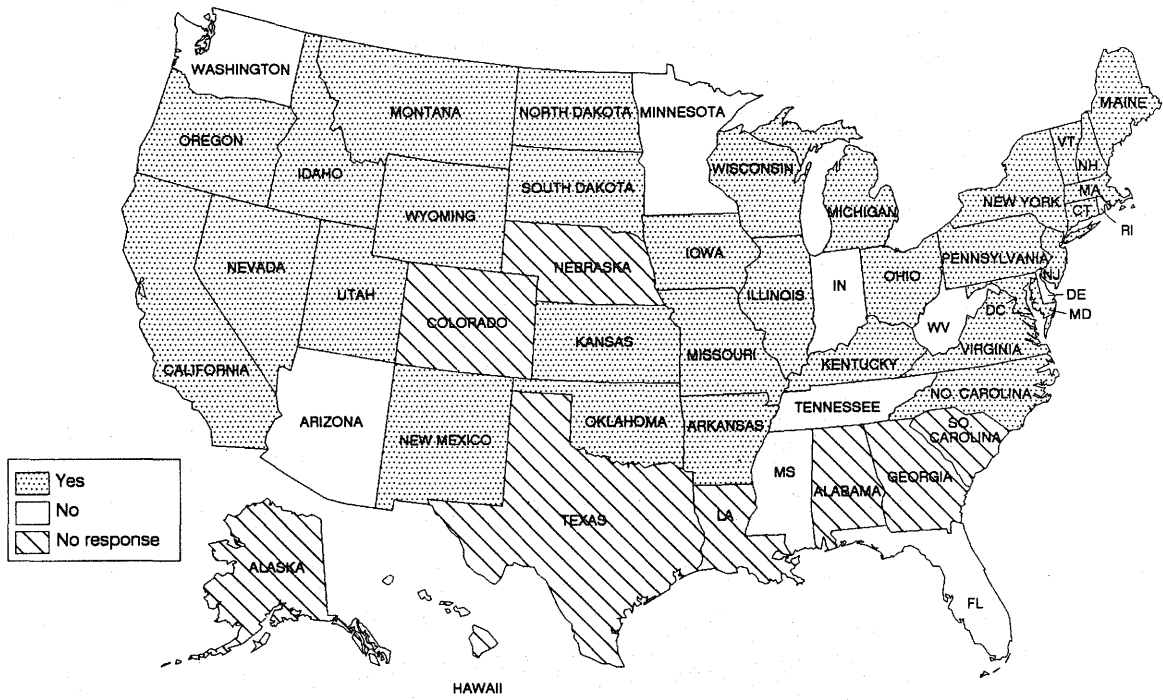 WASHINGTON
MONTANA
NORTH DAKOTA
MINNESOTA
MAINE
OREGON
VT
IDAHO
SOUTH DAKOTA
WISCONSIN
NH
WYOMING
MICHIGAN
NEW YORK
MA
CT
RI
NEVADA
IOWA
NEBRASKA
PENNSYLVANIA
UTAH
ILLINOIS
IN
OHIO
NJ
DE
MD
COLORADO
DC
WV
KANSAS
MISSOURI
VIRGINIA
CALIFORNIA
KENTUCKY
NO. CAROLINA
ARIZONA
NEW MEXICO
OKLAHOMA
ARKANSAS
TENNESSEE
SO.
CAROLINA
MS
ALABAMA
GEORGIA
TEXAS
LA
FL
Yes
No
No response
ALASKA
HAWAII